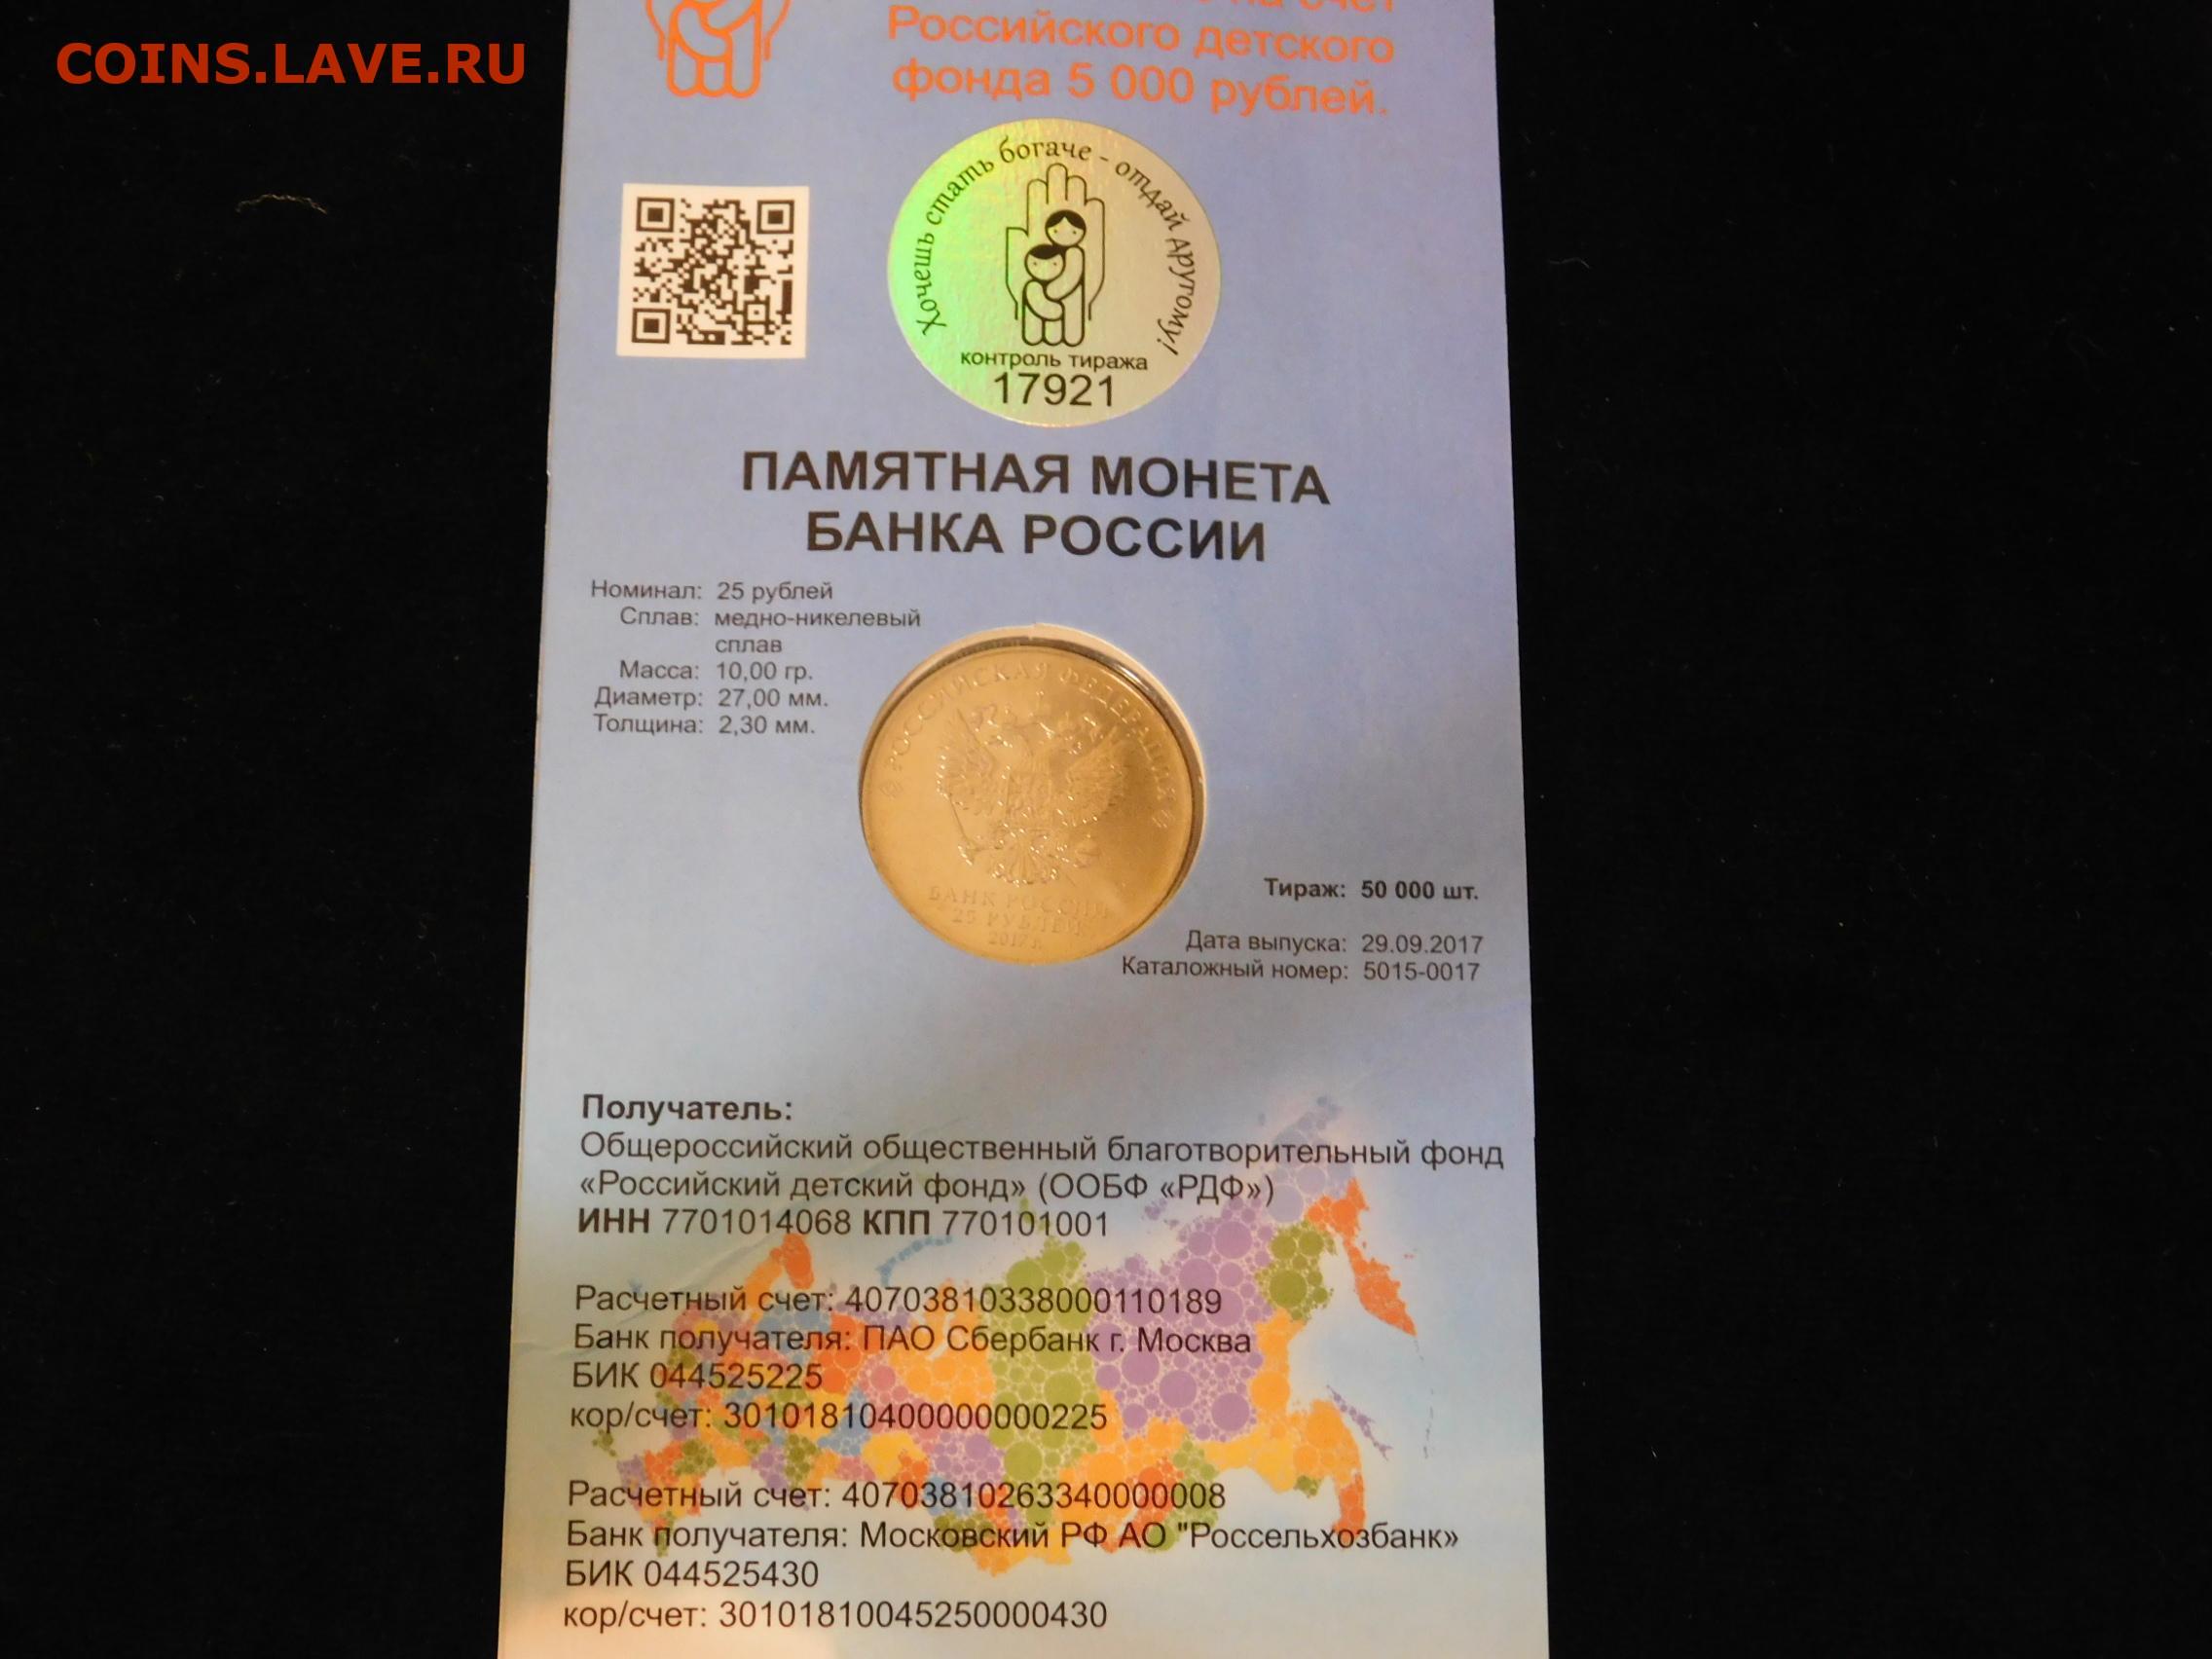 COINS.LAVE.RU
на счет
Российского детского
фонда 5 000 рублей.
Хочешь стать богаче - отдай другому!
контроль тиража
17921
ПАМЯТНАЯ МОНЕТА
БАНКА РОССИИ
Номинал: 25 рублей
Сплав: медно-никелевый
сплав
Масса: 10,00 гр.
Диаметр: 27,00 мм.
Толщина: 2,30 мм.
РОССИЙСКАЯ ФЕДЕРАЦИЯ
БАНК РОССИИ
25 РУБЛЕЙ
2017 г.
Тираж: 50 000 шт.
Дата выпуска: 29.09.2017
Каталожный номер: 5015-0017
Получатель:
Общероссийский общественный благотворительный фонд
«Российский детский фонд» (ООБФ «РДФ»)
ИНН 7701014068 КПП 770101001
Расчетный счет: 40703810338000110189
Банк получателя: ПАО Сбербанк г. Москва
БИК 044525225
кор/счет: 30101810400000000225
Расчетный счет: 40703810263340000008
Банк получателя: Московский РФ АО "Россельхозбанк»
БИК 044525430
кор/счет: 30101810045250000430